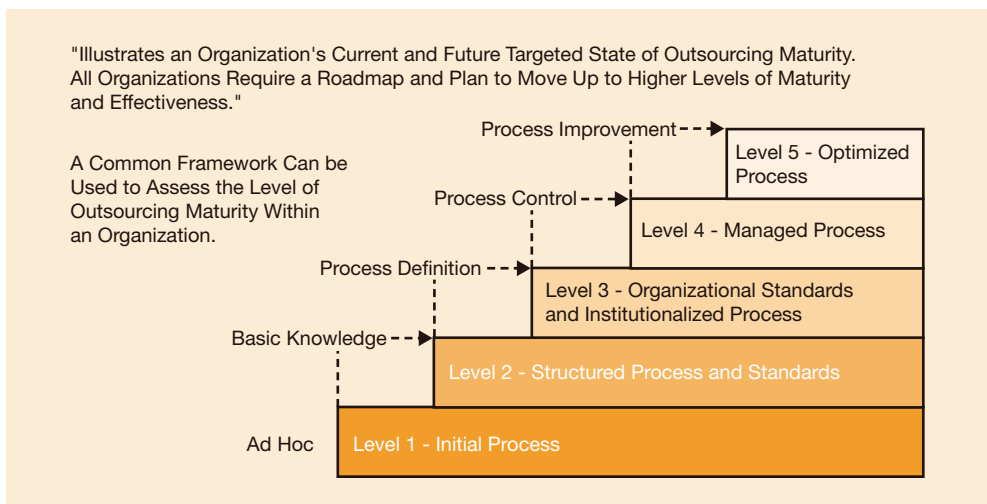 "Illustrates an Organization's Current and Future Targeted State of Outsourcing Maturity.
All Organizations Require a Roadmap and Plan to Move Up to Higher Levels of Maturity
and Effectiveness."
A Common Framework Can be
Used to Assess the Level of
Outsourcing Maturity Within
an Organization.
Process Improvement
Level 5 - Optimized
Process
Process Control
Level 4 - Managed Process
Process Definition
Level 3 - Organizational Standards
and Institutionalized Process
Basic Knowledge
Level 2 - Structured Process and Standards
Ad Hoc
Level 1 - Initial Process